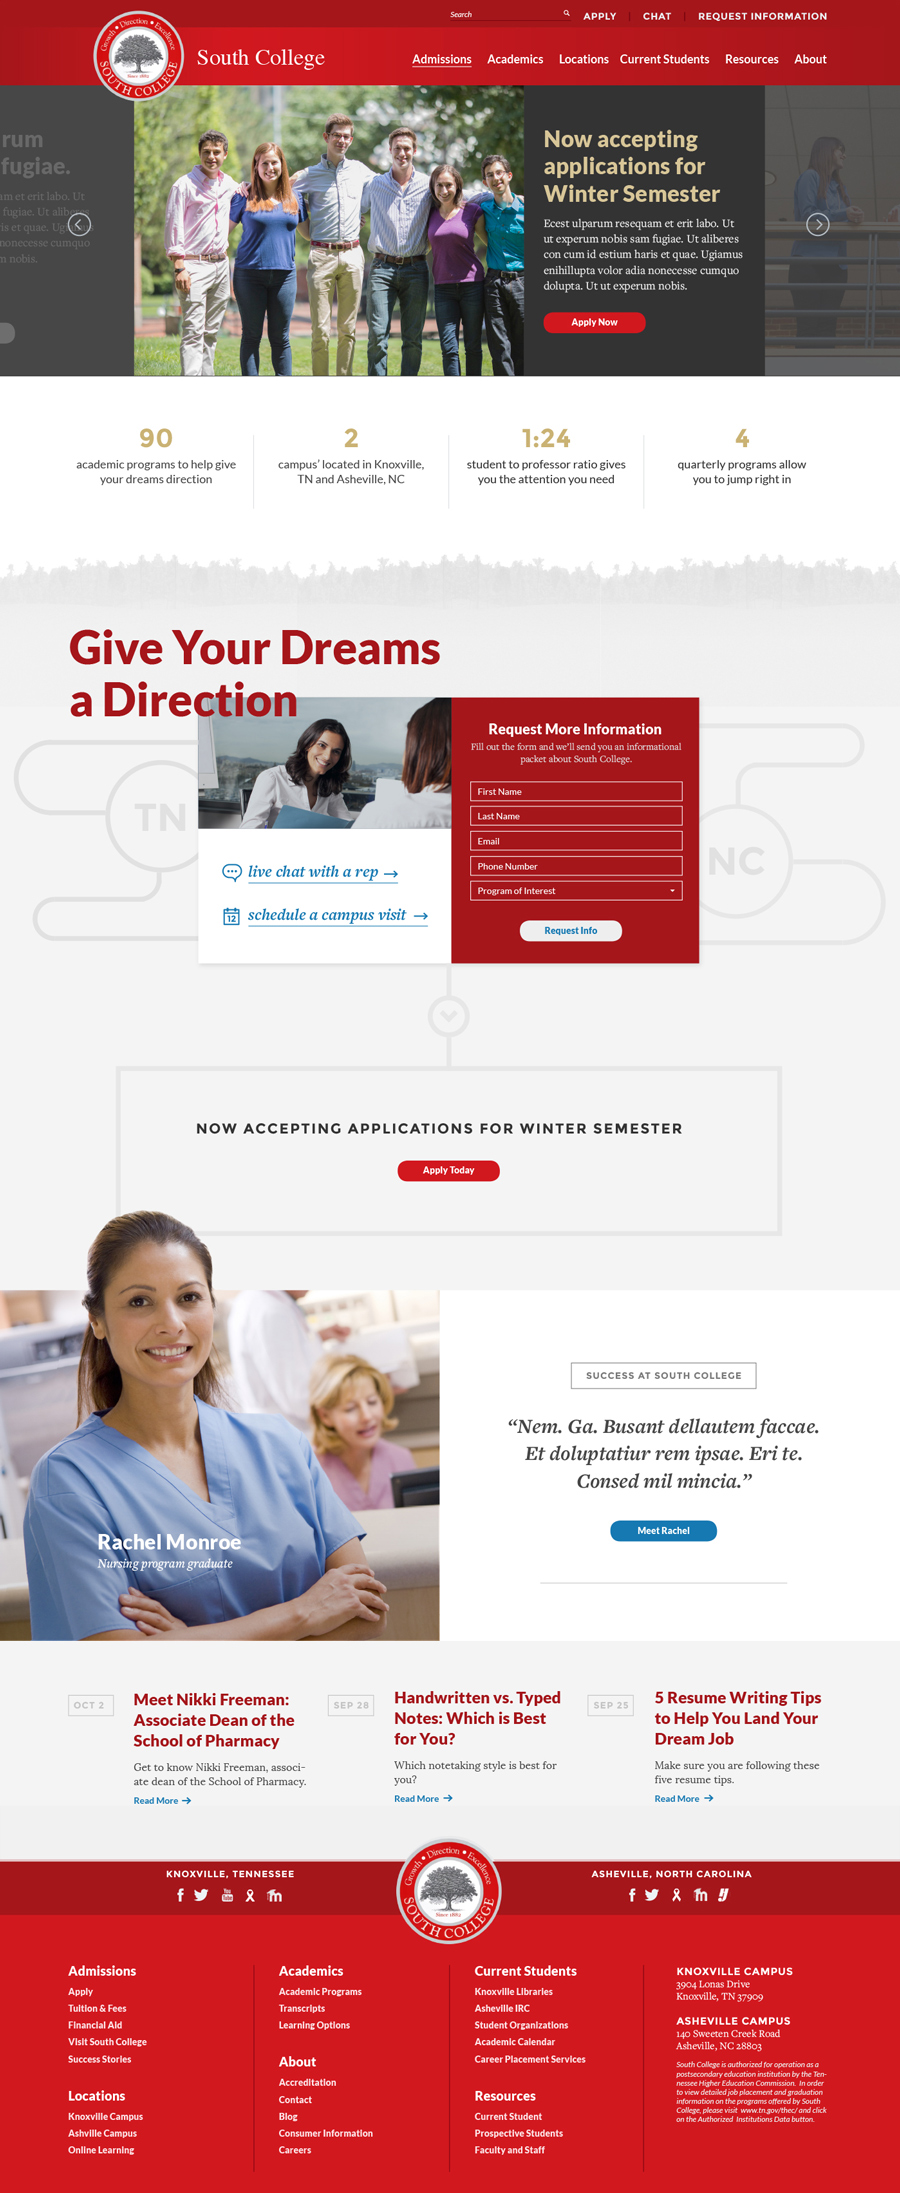 Search
APPLY
CHAT
REQUEST INFORMATION
Growth • Direction • Excellence
Since 1882
SOUTH COLLEGE
South College
Admissions
Academics
Locations
Current Students
Resources
About
rum
fugiae.
m et erit labo. Ut
fugiae. Ut aliberes
is et quae. Ugiamus
nonecesse cumquo
m nobis.
Now accepting
applications for
Winter Semester
Ecest ulparum resequam et erit labo. Ut
ut experum nobis sam fugiae. Ut aliberes
con cum id estium haris et quae. Ugiamus
enihillupta volor adia nonecesse cumquo
dolupta. Ut ut experum nobis.
Apply Now
90
academic programs to help give
your dreams direction
2
campus’ located in Knoxville,
TN and Asheville, NC
1:24
student to professor ratio gives
you the attention you need
4
quarterly programs allow
you to jump right in
Give Your Dreams
a Direction
TN
NC
live chat with a rep
12
schedule a campus visit
Request More Information
Fill out the form and we’ll send you an informational
packet about South College.
First Name
Last Name
Email
Phone Number
Program of Interest
Request Info
NOW ACCEPTING APPLICATIONS FOR WINTER SEMESTER
Apply Today
Rachel Monroe
Nursing program graduate
SUCCESS AT SOUTH COLLEGE
“Nem. Ga. Busant dellautem faccae.
Et doluptatiur rem ipsae. Eri te.
Consed mil mincia.”
Meet Rachel
OCT 2
Meet Nikki Freeman:
Associate Dean of the
School of Pharmacy
Get to know Nikki Freeman, associ-
ate dean of the School of Pharmacy.
Read More
SEP 28
Handwritten vs. Typed
Notes: Which is Best
for You?
Which notetaking style is best for
you?
Read More
SEP 25
5 Resume Writing Tips
to Help You Land Your
Dream Job
Make sure you are following these
five resume tips.
Read More
KNOXVILLE, TENNESSEE
You Tube
Growth • Direction • Excellence
Since 1882
SOUTH COLLEGE
ASHEVILLE, NORTH CAROLINA
Admissions
Apply
Tuition & Fees
Financial Aid
Visit South College
Success Stories
Locations
Knoxville Campus
Ashville Campus
Online Learning
Academics
Academic Programs
Transcripts
Learning Options
About
Accreditation
Contact
Blog
Consumer Information
Careers
Current Students
Knoxville Libraries
Asheville IRC
Student Organizations
Academic Calendar
Career Placement Services
Resources
Current Student
Prospective Students
Faculty and Staff
KNOXVILLE CAMPUS
3904 Lonas Drive
Knoxville, TN 37909
ASHEVILLE CAMPUS
140 Sweeten Creek Road
Asheville, NC 28803
South College is authorized for operation as a
postsecondary education institution by the Ten-
nessee Higher Education Commission. In order
to view detailed job placement and graduation
information on the programs offered by South
College, please visit www.tn.gov/thec/ and click
on the Authorized Institutions Data button.